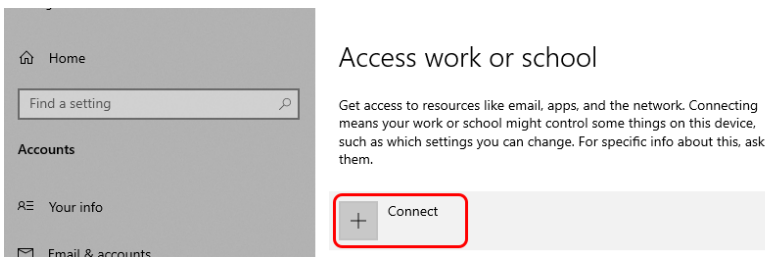 Home
Find a setting
Accounts
Your info
Email & accounts
Access work or school
Get access to resources like email, apps, and the network. Connecting
means your work or school might control some things on this device,
such as which settings you can change. For specific info about this, ask
them.
Connect